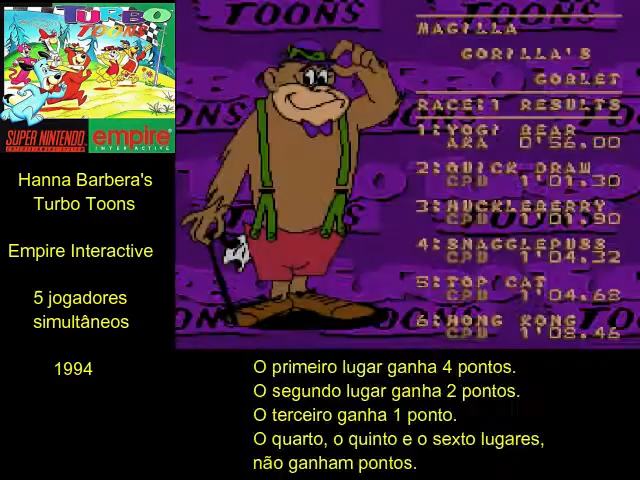 TURBO
TOONS
SUPER NINTENDO
ENTERTAINMENT SYSTEM
empire
INTERACTIVE
Hanna Barbera's
Turbo Toons
Empire Interactive
5 jogadores
simultâneos
1994
TOONS
MAGILLA
GORILLA'S
GOBLET
RACE:1 RESULTS
1:YOGI BEAR
AKA 0'56.00
2:QUICK DRAW
CPU 1'01.30
3:HUCKLEBERRY
CPU 1'01.90
4:SNAGGLEPUSS
CPU 1'04.32
5:TOP CAT
CPU 1'04.68
6:HONG KONG
CPU 1'08.46
O primeiro lugar ganha 4 pontos.
O segundo lugar ganha 2 pontos.
O terceiro ganha 1 ponto.
O quarto, o quinto e o sexto lugares,
não ganham pontos.